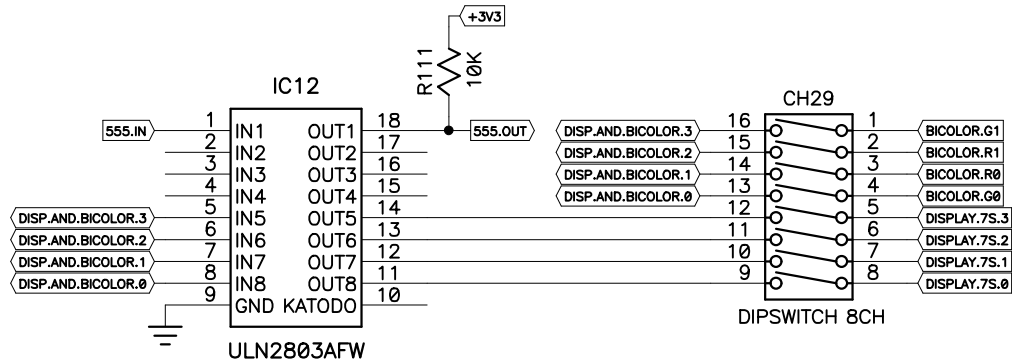 +3V3
R111
10K
IC12
CH29
555.IN 1 IN1 OUT1 18 555.OUT DISP.AND.BICOLOR.3 16 1 BICOLOR.G1
2 IN2 OUT2 17 DISP.AND.BICOLOR.2 15 2 BICOLOR.R1
3 IN3 OUT3 16 DISP.AND.BICOLOR.1 14 3 BICOLOR.R0
4 IN4 OUT4 15 DISP.AND.BICOLOR.0 13 4 BICOLOR.G0
DISP.AND.BICOLOR.3 5 IN5 OUT5 14 12 5 DISPLAY.7S.3
DISP.AND.BICOLOR.2 6 IN6 OUT6 13 11 6 DISPLAY.7S.2
DISP.AND.BICOLOR.1 7 IN7 OUT7 12 10 7 DISPLAY.7S.1
DISP.AND.BICOLOR.0 8 IN8 OUT8 11 9 8 DISPLAY.7S.0
9 GND KATODO 10
DIPSWITCH 8CH
ULN2803AFW